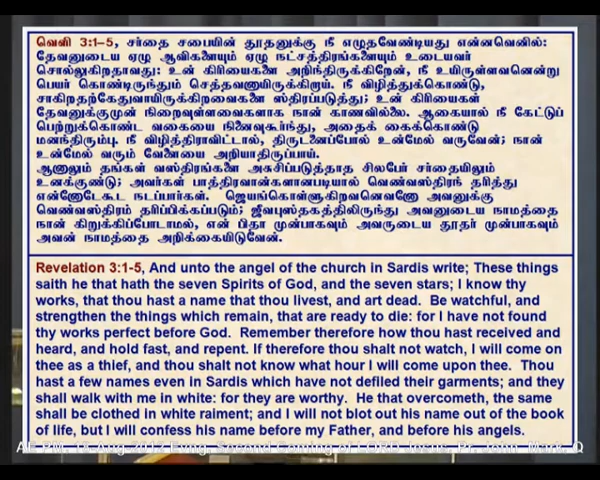 வெளி 3:1-5, சர்தை சபையின் தூதனுக்கு நீ எழுதவேண்டியது என்னவெனில்:
தேவனுடைய ஏழு ஆவிகளையும் ஏழு நட்சத்திரங்களையும் உடையவர்
சொல்லுகிறதாவது: உன் கிரியைகளை அறிந்திருக்கிறேன், நீ உயிருள்ளவனென்று
பெயர் கொண்டிருந்தும் செத்தவனாயிருக்கிறாய். நீ விழித்துக்கொண்டு,
சாகிறதற்கேதுவாயிருக்கிறவைகளை ஸ்திரப்படுத்து; உன் கிரியைகள்
தேவனுக்குமுன் நிறைவுள்ளவைகளாக நான் காணவில்லை. ஆகையால் நீ கேட்டுப்
பெற்றுக்கொண்ட வகையை நினைவுகூர்ந்து, அதைக் கைக்கொண்டு
மனந்திரும்பு. நீ விழித்திராவிட்டால், திருடனைப்போல் உன்மேல் வருவேன்; நான்
உன்மேல் வரும் வேளையை அறியாதிருப்பாய்.
ஆனாலும் தங்கள் வஸ்திரங்களை அசுசிப்படுத்தாத சிலபேர் சர்தையிலும்
உனக்குண்டு; அவர்கள் பாத்திரவான்களானபடியால் வெண்வஸ்திரந் தரித்து
என்னோடேகூட நடப்பார்கள். ஜெயங்கொள்ளுகிறவனெவனோ அவனுக்கு
வெண்வஸ்திரம் தரிப்பிக்கப்படும்; ஜீவபுஸ்தகத்திலிருந்து அவனுடைய நாமத்தை
நான் கிறுக்கிப்போடாமல், என் பிதா முன்பாகவும் அவருடைய தூதர் முன்பாகவும்
அவன் நாமத்தை அறிக்கையிடுவேன்.
Revelation 3:1-5, And unto the angel of the church in Sardis write; These things
saith he that hath the seven Spirits of God, and the seven stars; I know thy
works, that thou hast a name that thou livest, and art dead. Be watchful, and
strengthen the things which remain, that are ready to die: for I have not found
thy works perfect before God. Remember therefore how thou hast received and
heard, and hold fast, and repent. If therefore thou shalt not watch, I will come on
thee as a thief, and thou shalt not know what hour I will come upon thee. Thou
hast a few names even in Sardis which have not defiled their garments; and they
shall walk with me in white: for they are worthy. He that overcometh, the same
shall be clothed in white raiment; and I will not blot out his name out of the book
of life, but I will confess his name before my Father, and before his angels.
Second Coming of LORD Jesus, Pr. John Mark, Q